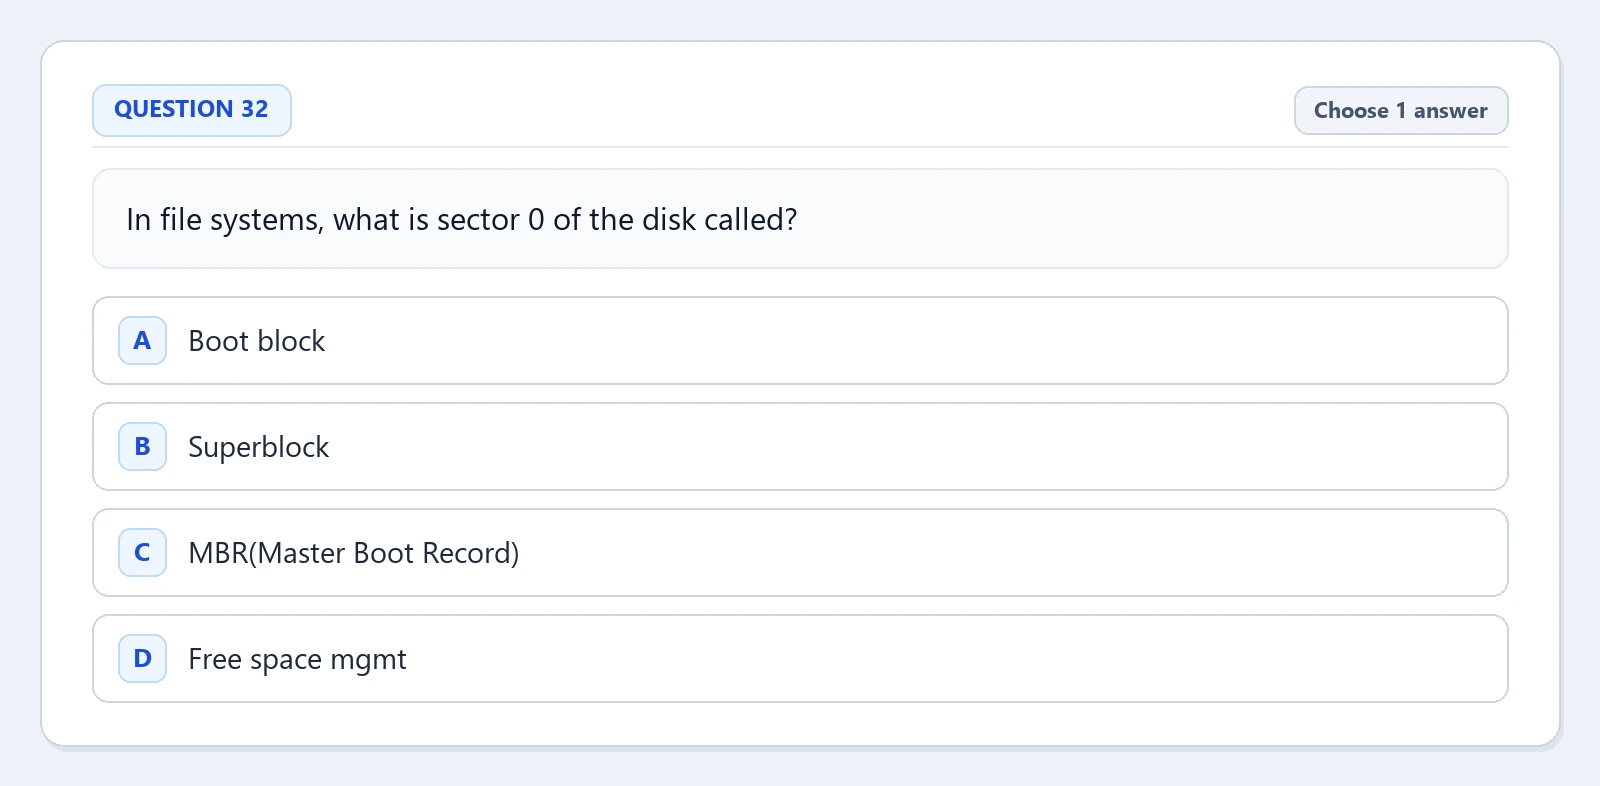 QUESTION 32
Choose 1 answer
In file systems, what is sector 0 of the disk called?
A Boot block
B Superblock
C MBR(Master Boot Record)
D Free space mgmt